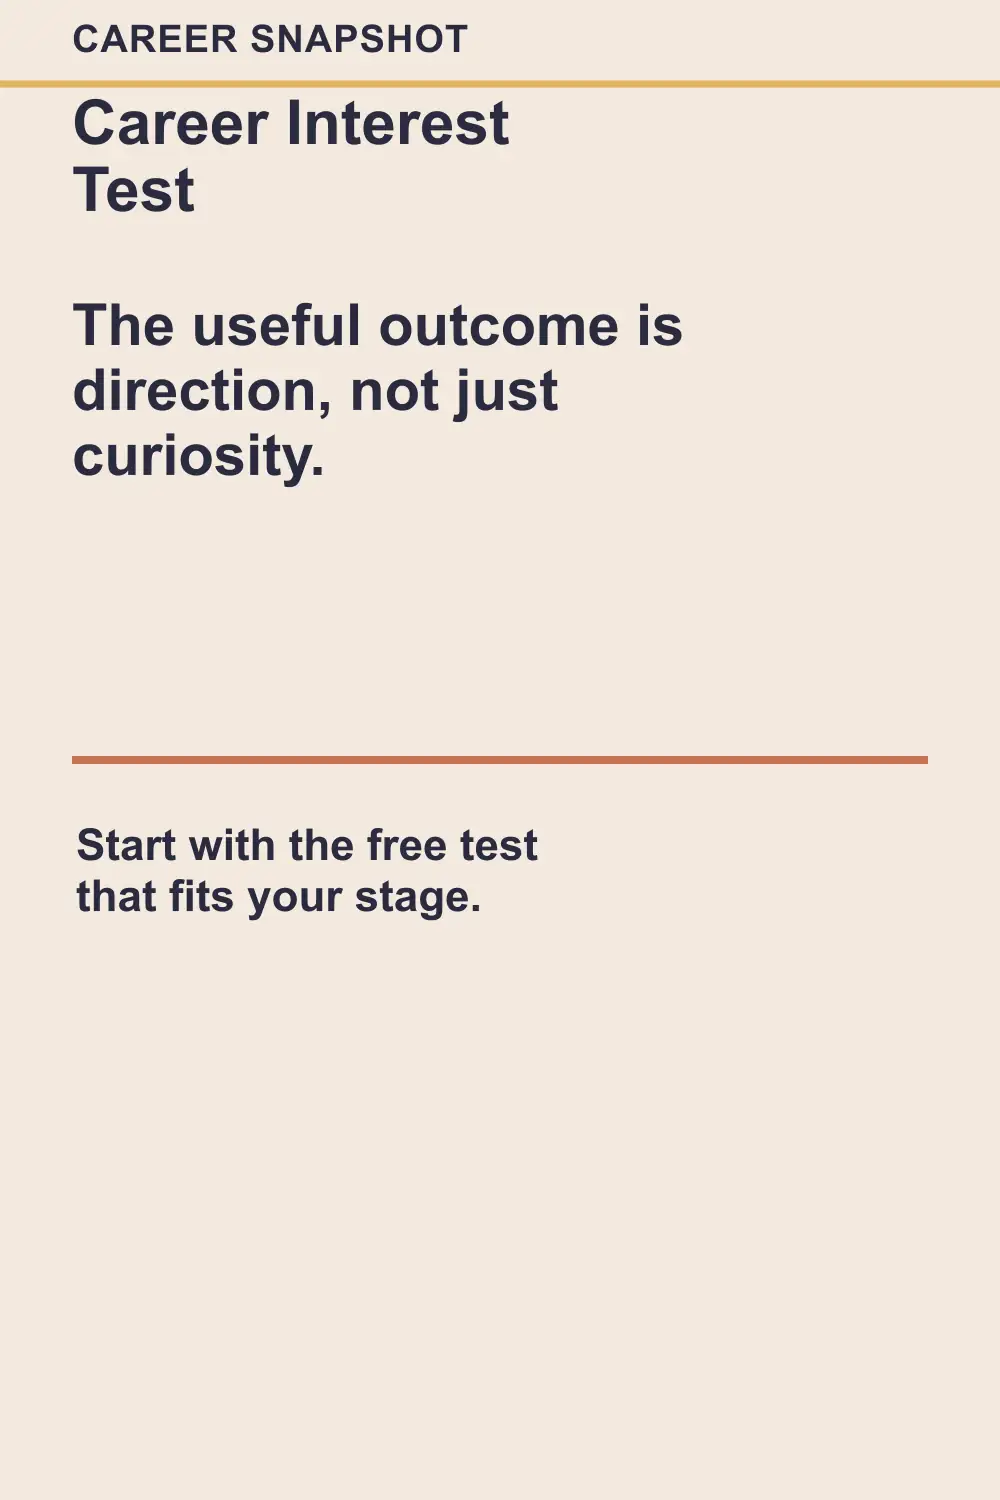 CAREER SNAPSHOT
Career Interest
Test
The useful outcome is
direction, not just
curiosity.
Start with the free test
that fits your stage.